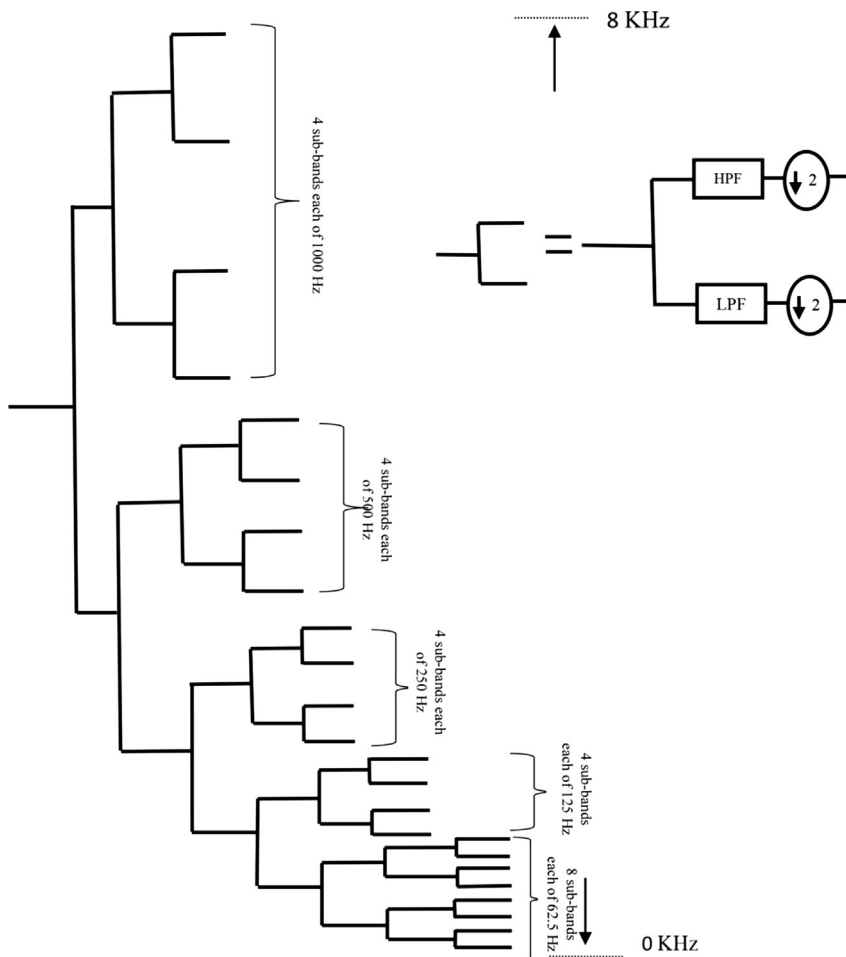 8 KHz
4 sub-bands each of 1000 Hz
HPF
2
LPF
2
4 sub-bands each
of 500 Hz
4 sub-bands each
of 250 Hz
4 sub-bands
each of 125 Hz
8 sub-bands
each of 62.5 Hz
0 KHz